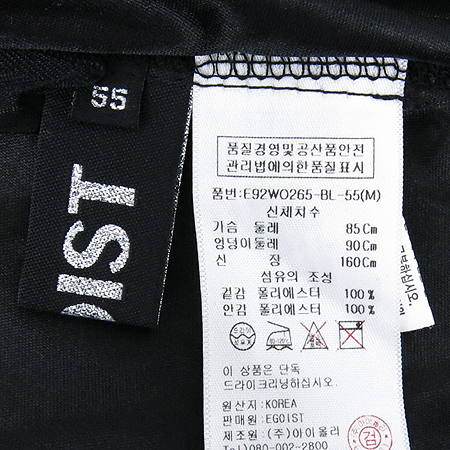 55
OIST
품질경영및공산품안전
관리법에의한품질표시
품번:E92WO265-BL-55(M)
신체치수
가슴 둘레 85Cm
엉덩이둘레 90Cm
신 장 160Cm
섬유의 조성
겉감 폴리에스터 100%
안감 폴리에스터 100%
이 상품은 단독
드라이크리닝하십시오.
원산지:KOREA
판매원:EGOIST
제조원:(주)아이올리
Tel)080-002-2800
검